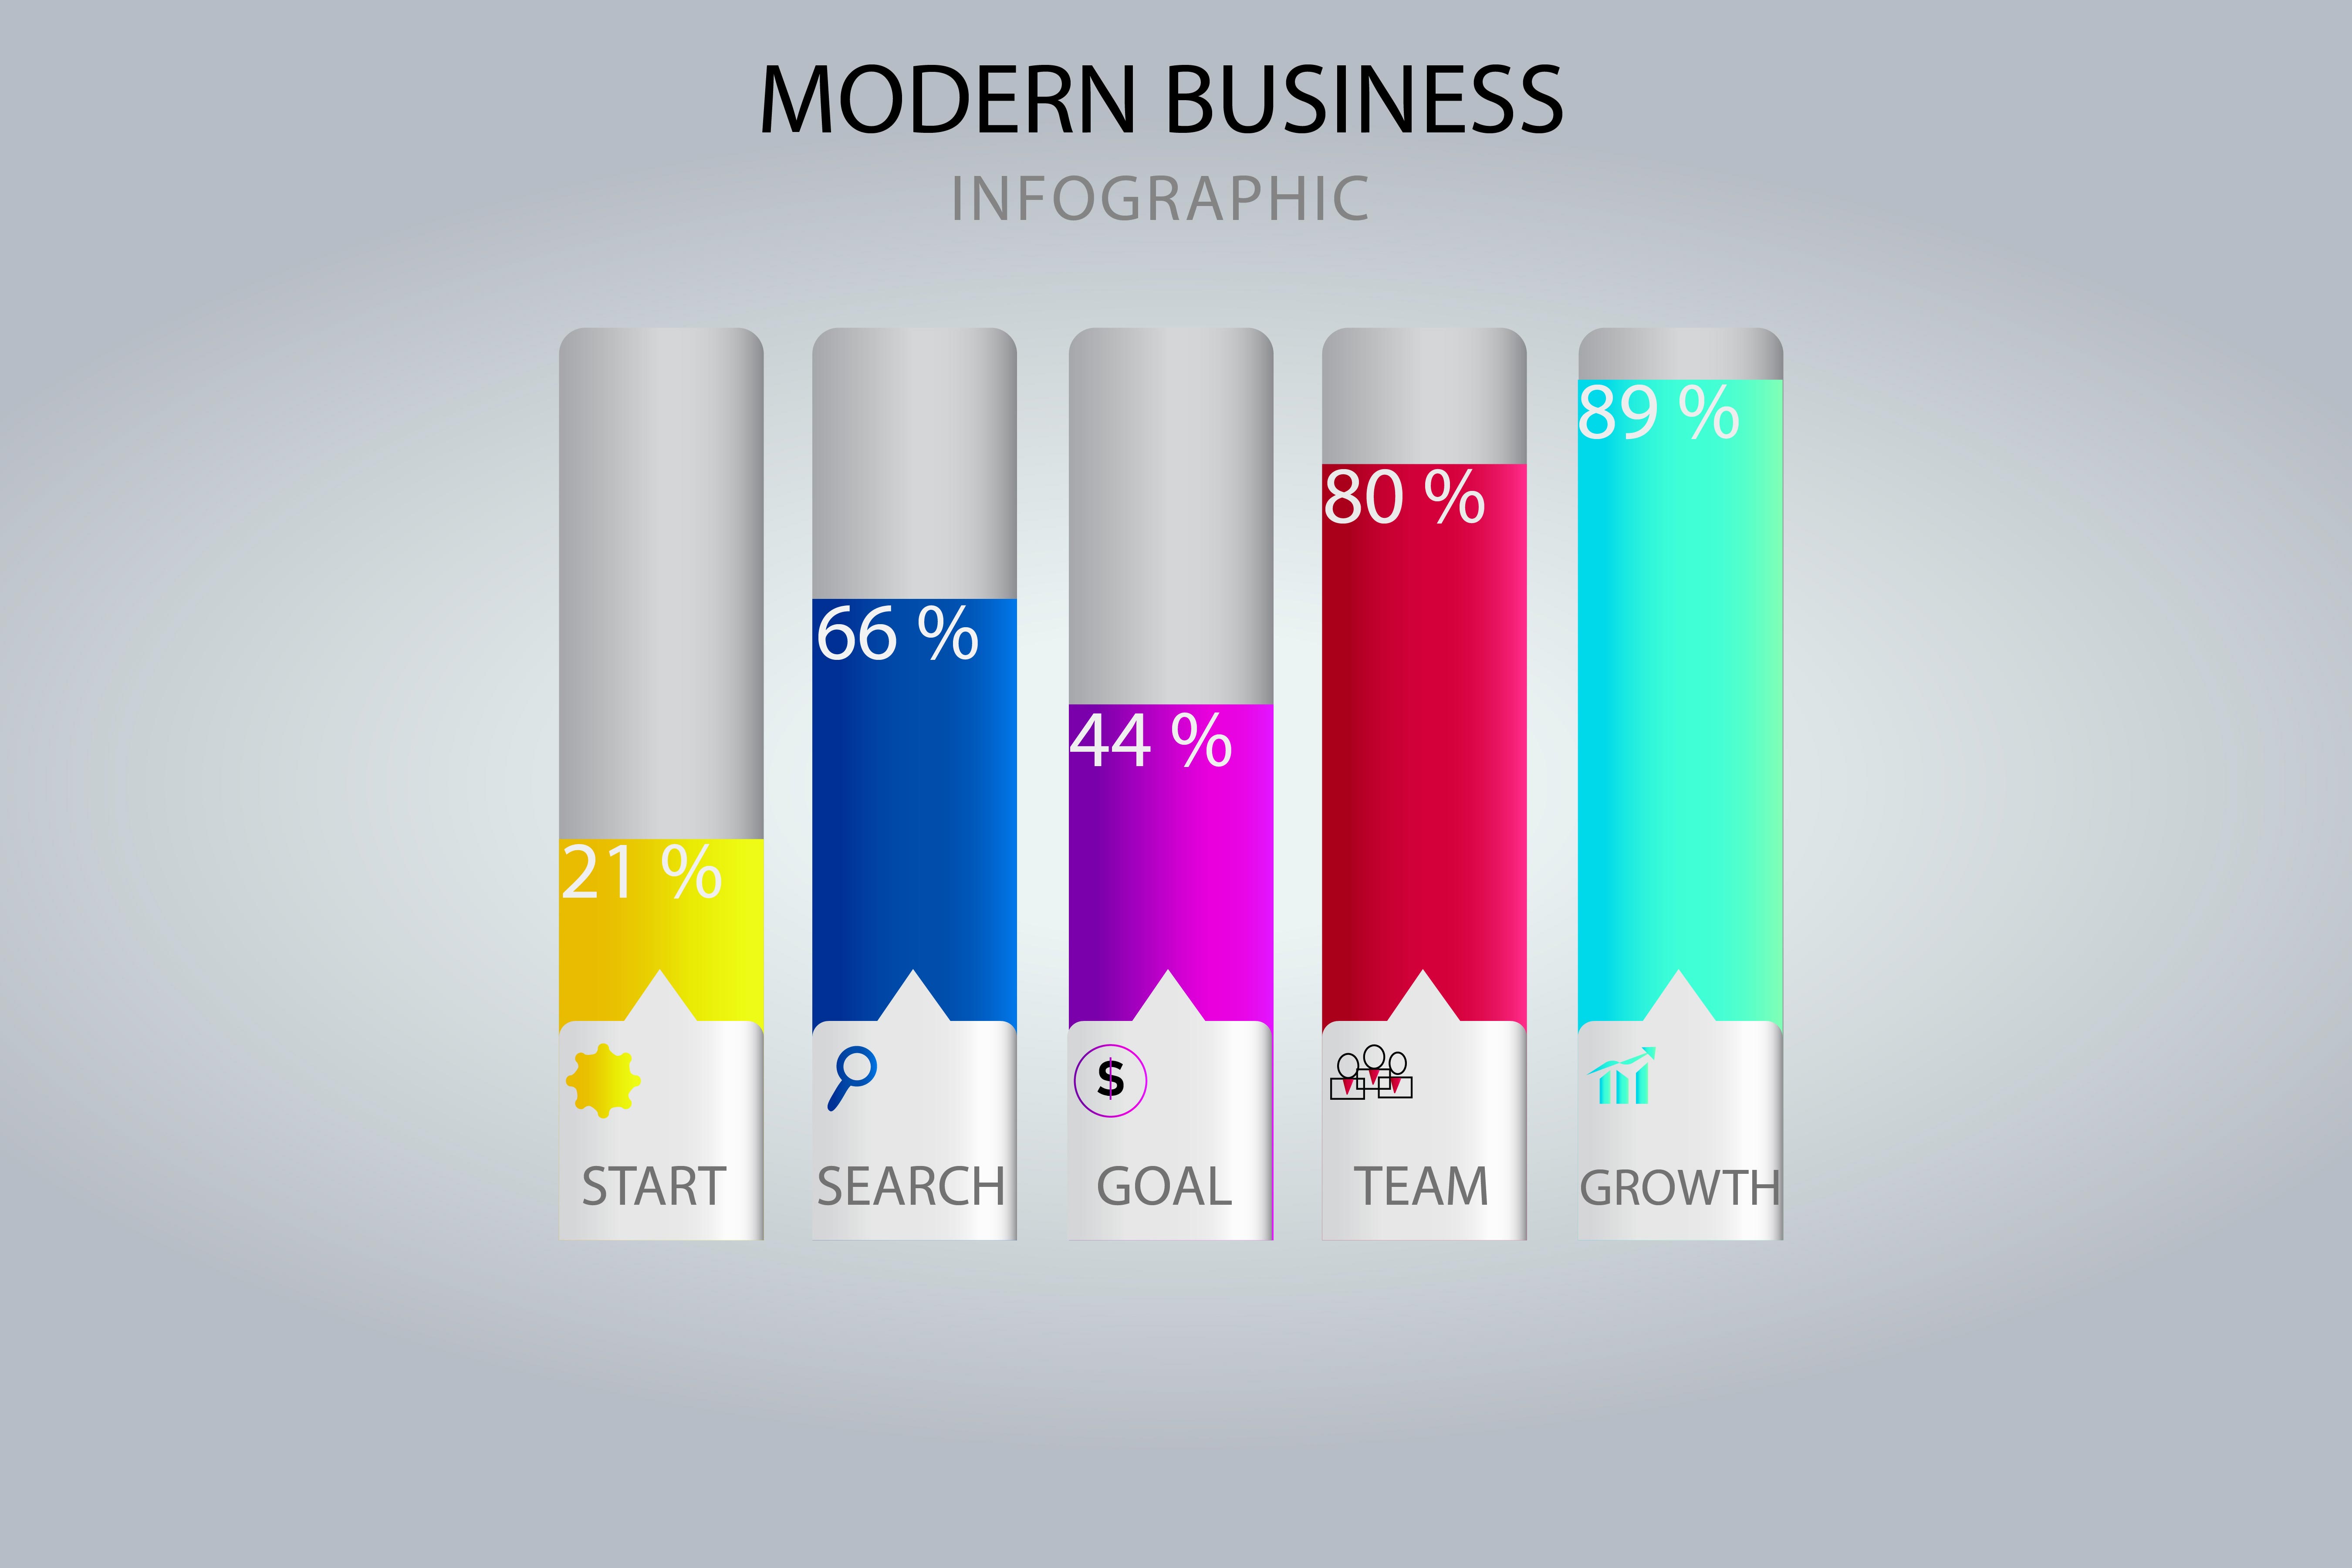 MODERN BUSINESS
INFOGRAPHIC
21 %
66 %
44 %
80 %
89 %
$
START
SEARCH
GOAL
TEAM
GROWTH